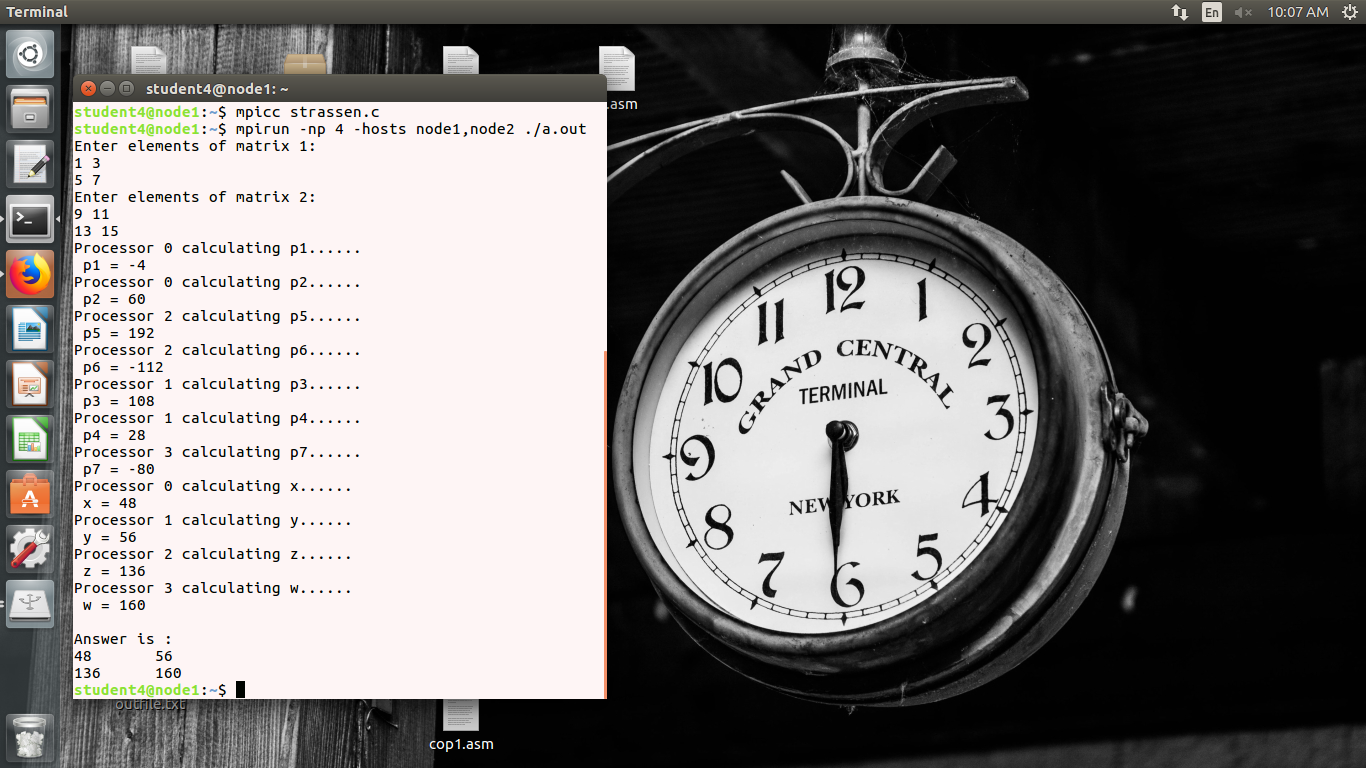 Terminal
En
10:07 AM
.asm
student4@node1: ~
student4@node1:~$ mpicc strassen.c
student4@node1:~$ mpirun -np 4 -hosts node1,node2 ./a.out
Enter elements of matrix 1:
1 3
5 7
Enter elements of matrix 2:
9 11
13 15
Processor 0 calculating p1......
p1 = -4
Processor 0 calculating p2......
p2 = 60
Processor 2 calculating p5......
p5 = 192
Processor 2 calculating p6......
p6 = -112
Processor 1 calculating p3......
p3 = 108
Processor 1 calculating p4......
p4 = 28
Processor 3 calculating p7......
p7 = -80
Processor 0 calculating x......
x = 48
Processor 1 calculating y......
y = 56
Processor 2 calculating z......
z = 136
Processor 3 calculating w......
w = 160
Answer is :
48 56
136 160
student4@node1:~$
outfile.txt
cop1.asm
12
1
2
3
4
5
6
7
8
9
10
11
GRAND CENTRAL
TERMINAL
NEW YORK